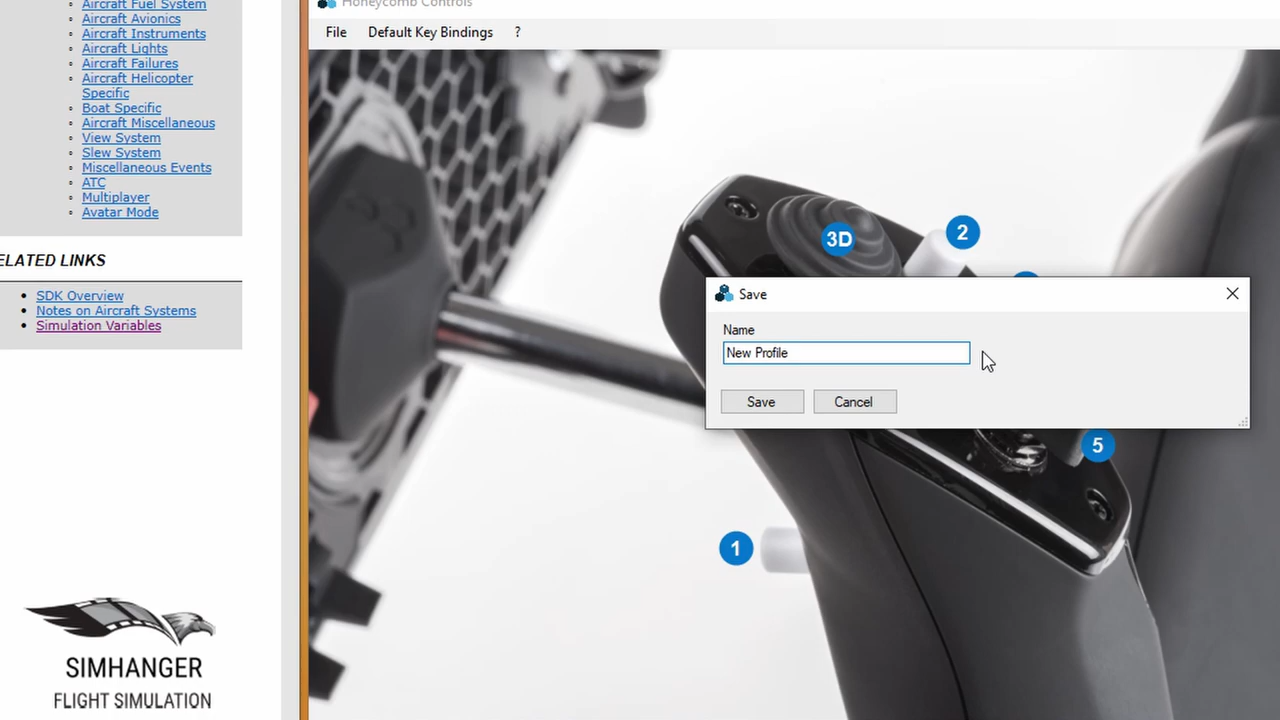 Aircraft Fuel System
Aircraft Avionics
Aircraft Instruments
Aircraft Lights
Aircraft Failures
Aircraft Helicopter
Specific
Boat Specific
Aircraft Miscellaneous
View System
Slew System
Miscellaneous Events
ATC
Multiplayer
Avatar Mode
ELATED LINKS
SDK Overview
Notes on Aircraft Systems
Simulation Variables
SIMHANGER
FLIGHT SIMULATION
Honeycomb Controls
File Default Key Bindings ?
3D
2
Save
Name
New Profile
Save Cancel
5
1